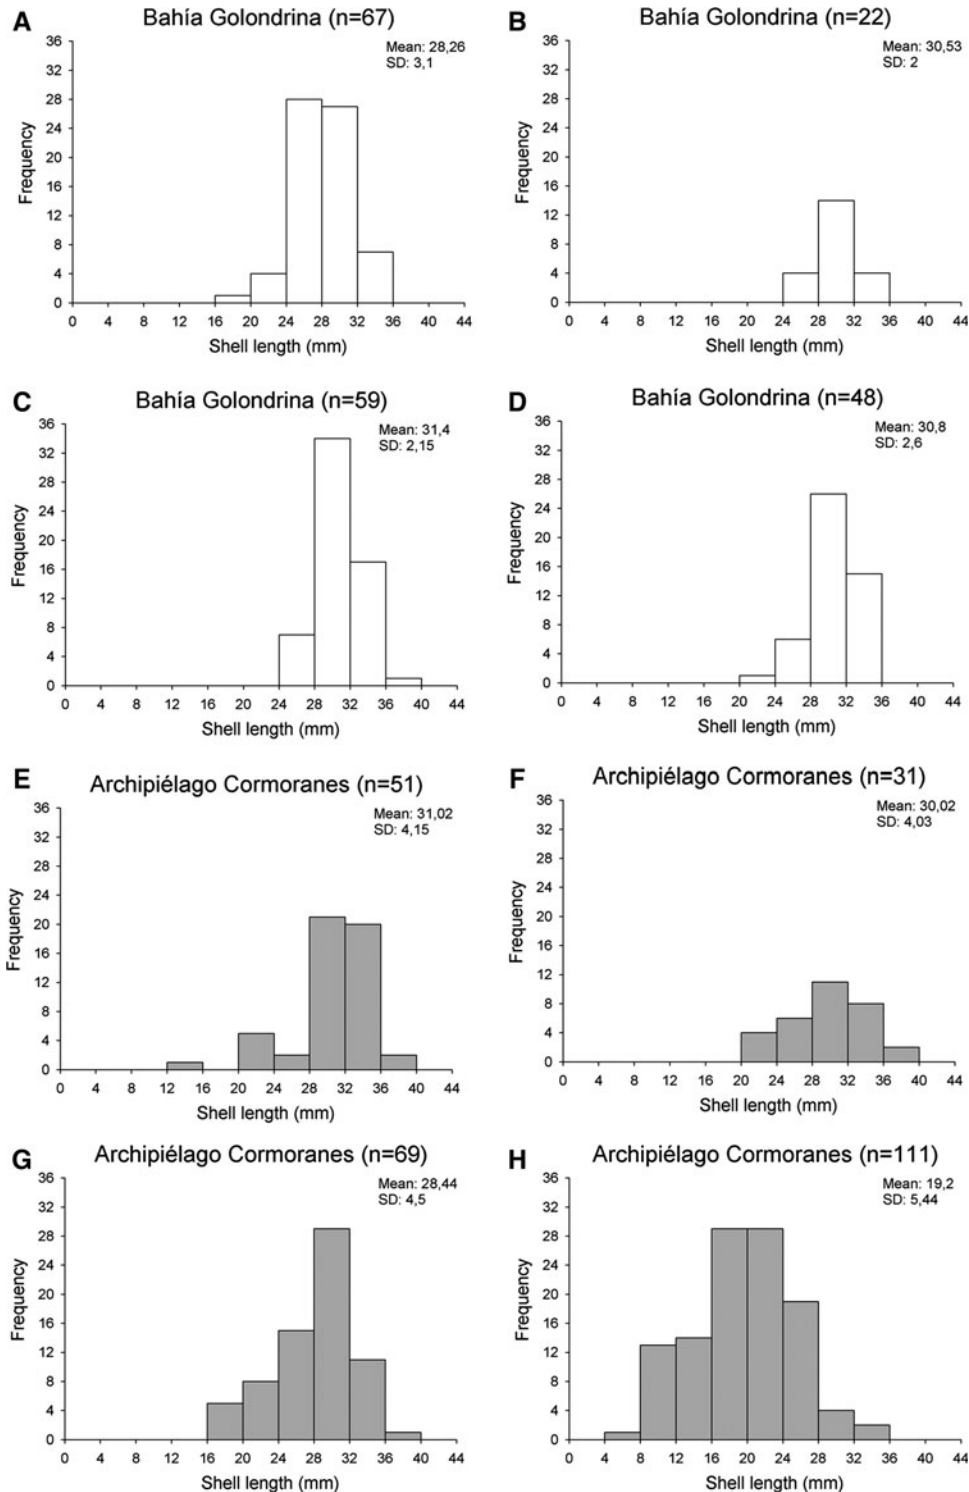 A
Bahía Golondrina (n=67)
Mean: 28,26
SD: 3,1
36
32
28
24
20
16
12
8
4
0
Frequency
0 4 8 12 16 20 24 28 32 36 40 44
Shell length (mm)
B
Bahía Golondrina (n=22)
Mean: 30,53
SD: 2
36
32
28
24
20
16
12
8
4
0
Frequency
0 4 8 12 16 20 24 28 32 36 40 44
Shell length (mm)
C
Bahía Golondrina (n=59)
Mean: 31,4
SD: 2,15
36
32
28
24
20
16
12
8
4
0
Frequency
0 4 8 12 16 20 24 28 32 36 40 44
Shell length (mm)
D
Bahía Golondrina (n=48)
Mean: 30,8
SD: 2,6
36
32
28
24
20
16
12
8
4
0
Frequency
0 4 8 12 16 20 24 28 32 36 40 44
Shell length (mm)
E
Archipiélago Cormoranes (n=51)
Mean: 31,02
SD: 4,15
36
32
28
24
20
16
12
8
4
0
Frequency
0 4 8 12 16 20 24 28 32 36 40 44
Shell length (mm)
F
Archipiélago Cormoranes (n=31)
Mean: 30,02
SD: 4,03
36
32
28
24
20
16
12
8
4
0
Frequency
0 4 8 12 16 20 24 28 32 36 40 44
Shell length (mm)
G
Archipiélago Cormoranes (n=69)
Mean: 28,44
SD: 4,5
36
32
28
24
20
16
12
8
4
0
Frequency
0 4 8 12 16 20 24 28 32 36 40 44
Shell length (mm)
H
Archipiélago Cormoranes (n=111)
Mean: 19,2
SD: 5,44
36
32
28
24
20
16
12
8
4
0
Frequency
0 4 8 12 16 20 24 28 32 36 40 44
Shell length (mm)